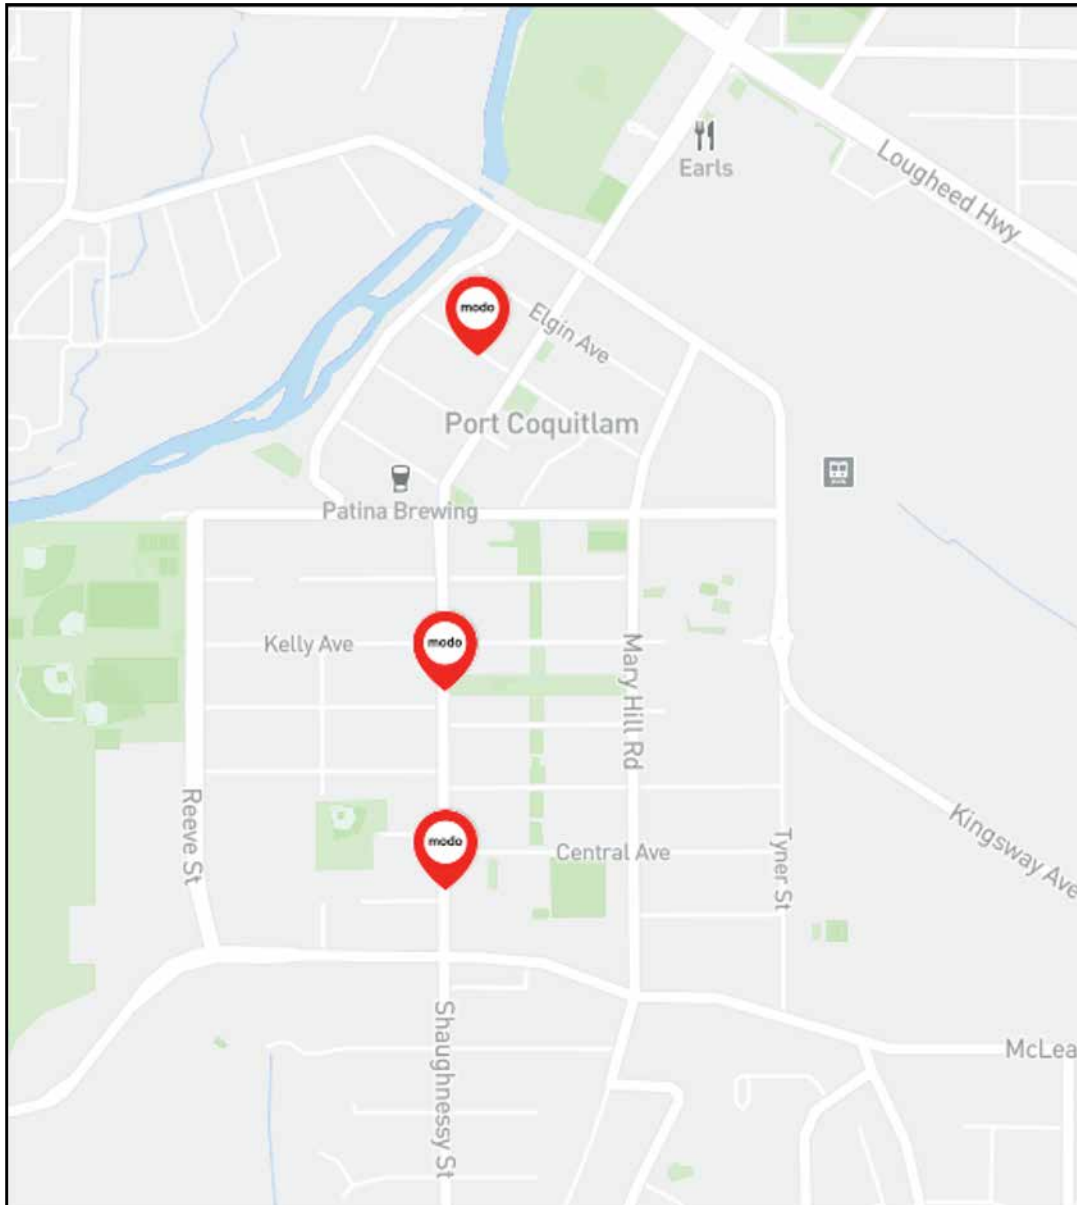 Earls
Lougheed Hwy
modo
Elgin Ave
Port Coquitlam
Patina Brewing
Kelly Ave
modo
Mary Hill Rd
Reeve St
modo
Central Ave
Tyner St
Kingsway Ave
Shaughnessy St
McLea